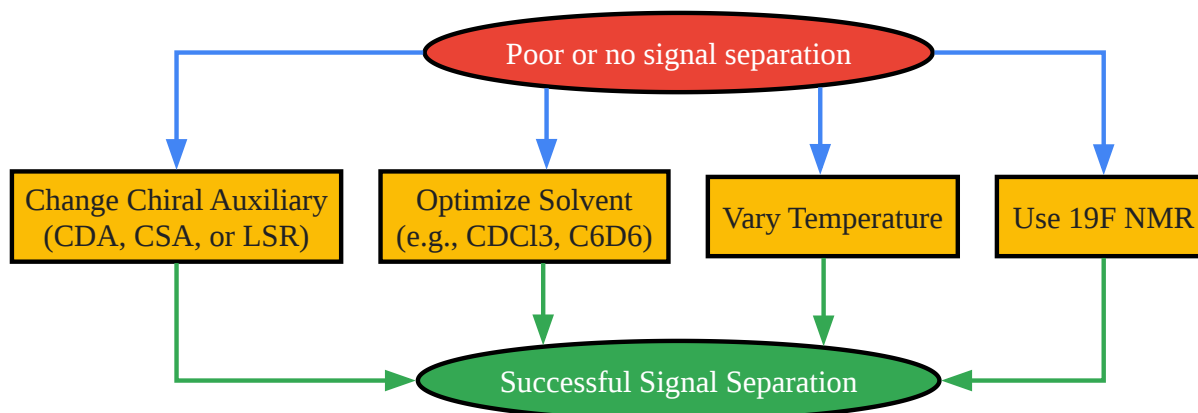 Poor or no signal separation
Change Chiral Auxiliary
(CDA, CSA, or LSR)
Optimize Solvent
(e.g., CDCl3, C6D6)
Vary Temperature
Use 19F NMR
Successful Signal Separation